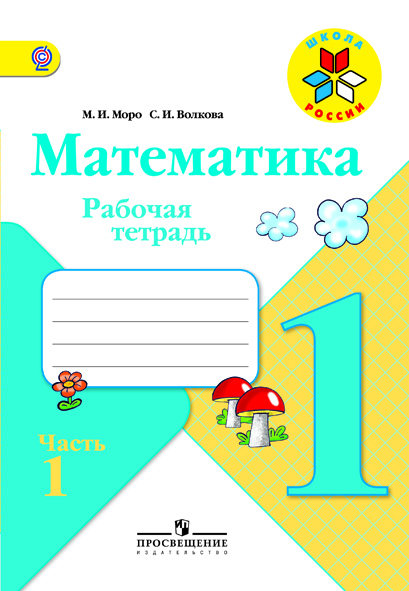 ШКОЛА
РОССИИ
М. И. Моро С. И. Волкова
Математика
Рабочая
тетрадь
1
Часть
1
ПРОСВЕЩЕНИЕ
ИЗДАТЕЛЬСТВО